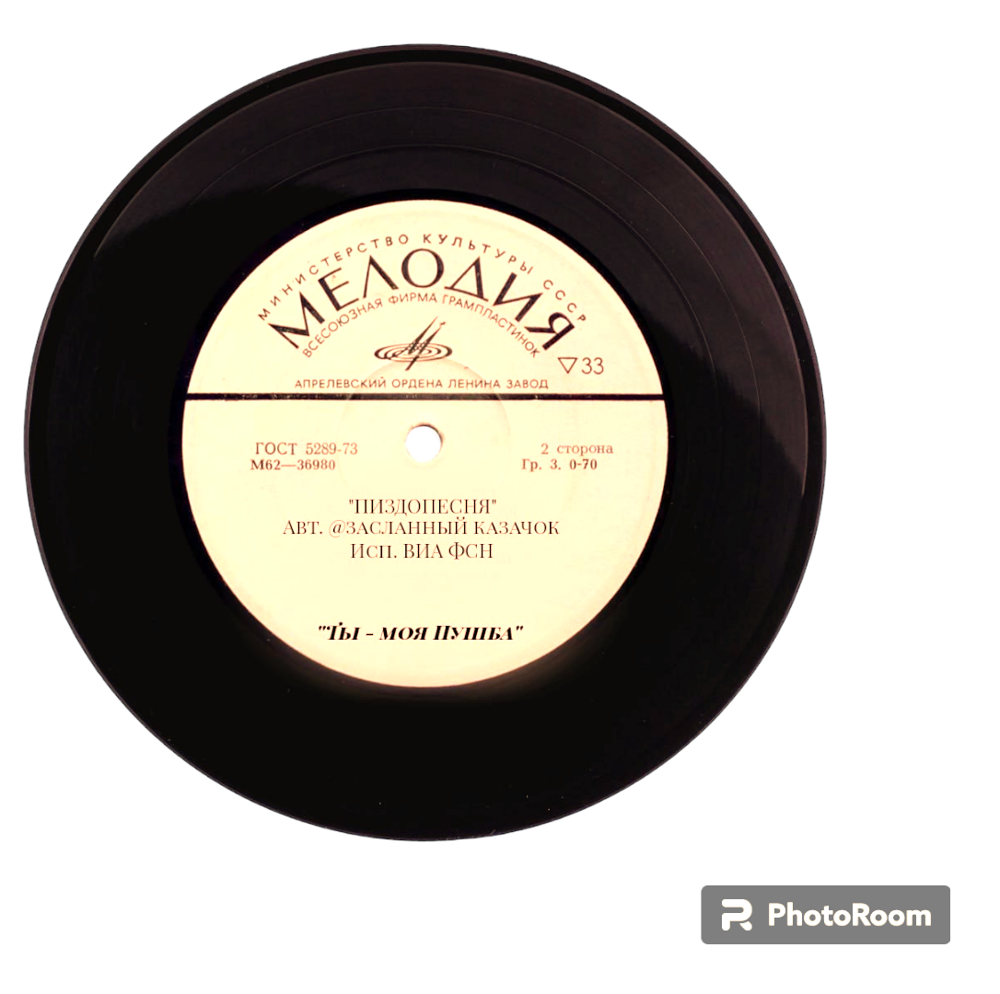 МИНИСТЕРСТВО КУЛЬТУРЫ СССР
МЕЛОДИЯ
ВСЕСОЮЗНАЯ ФИРМА ГРАМПЛАСТИНОК
▽33
АПРЕЛЕВСКИЙ ОРДЕНА ЛЕНИНА ЗАВОД
ГОСТ 5289-73 2 сторона
М62—36980 Гр. 3. 0-70
"ПИЗДОПЕСНЯ"
Авт. @ЗАСЛАННЫЙ КАЗАЧОК
Исп. ВИА ФСН
"Ты - моя Пушба"
PhotoRoom